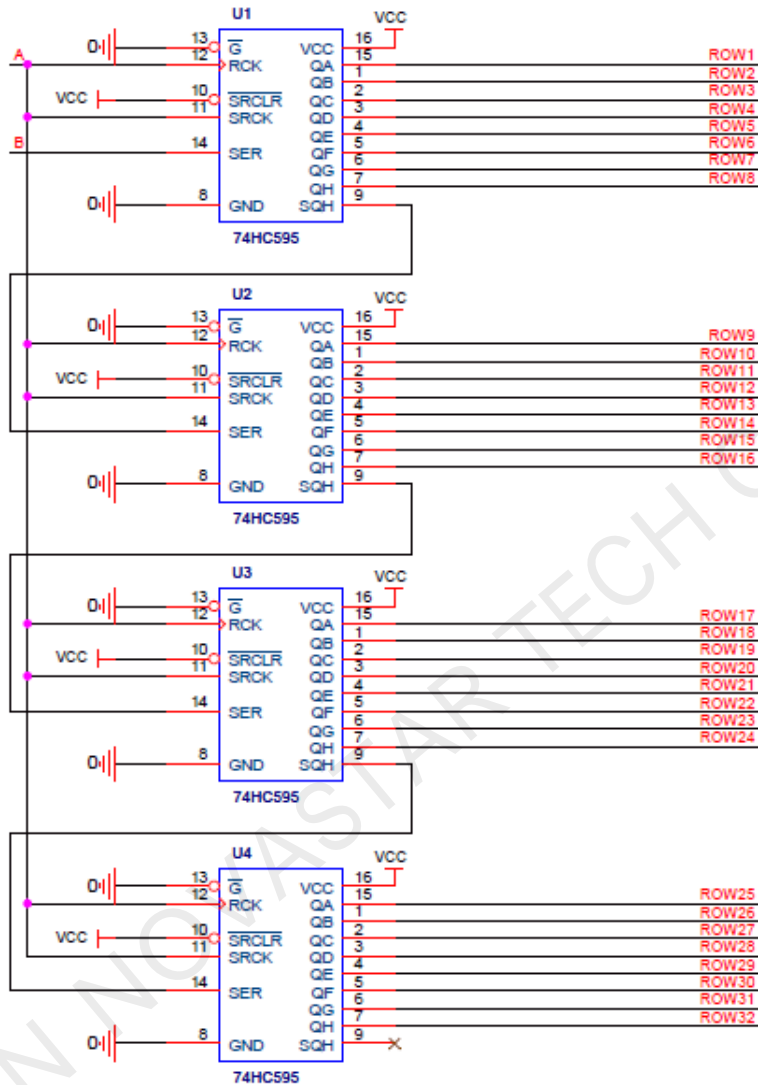 U1
VCC
0 13 G VCC 16
A 12 RCK QA 15 ROW1
QB 1 ROW2
VCC 10 SRCLR QC 2 ROW3
11 SRCK QD 3 ROW4
QE 4 ROW5
B 14 SER QF 5 ROW6
QG 6 ROW7
QH 7 ROW8
0 8 GND SQH 9
74HC595
U2
VCC
0 13 G VCC 16
12 RCK QA 15 ROW9
QB 1 ROW10
VCC 10 SRCLR QC 2 ROW11
11 SRCK QD 3 ROW12
QE 4 ROW13
14 SER QF 5 ROW14
QG 6 ROW15
QH 7 ROW16
0 8 GND SQH 9
74HC595
U3
VCC
0 13 G VCC 16
12 RCK QA 15 ROW17
QB 1 ROW18
VCC 10 SRCLR QC 2 ROW19
11 SRCK QD 3 ROW20
QE 4 ROW21
14 SER QF 5 ROW22
QG 6 ROW23
QH 7 ROW24
0 8 GND SQH 9
74HC595
U4
VCC
0 13 G VCC 16
12 RCK QA 15 ROW25
QB 1 ROW26
VCC 10 SRCLR QC 2 ROW27
11 SRCK QD 3 ROW28
QE 4 ROW29
14 SER QF 5 ROW30
QG 6 ROW31
QH 7 ROW32
0 8 GND SQH 9
74HC595
N NOVASTAR TECH